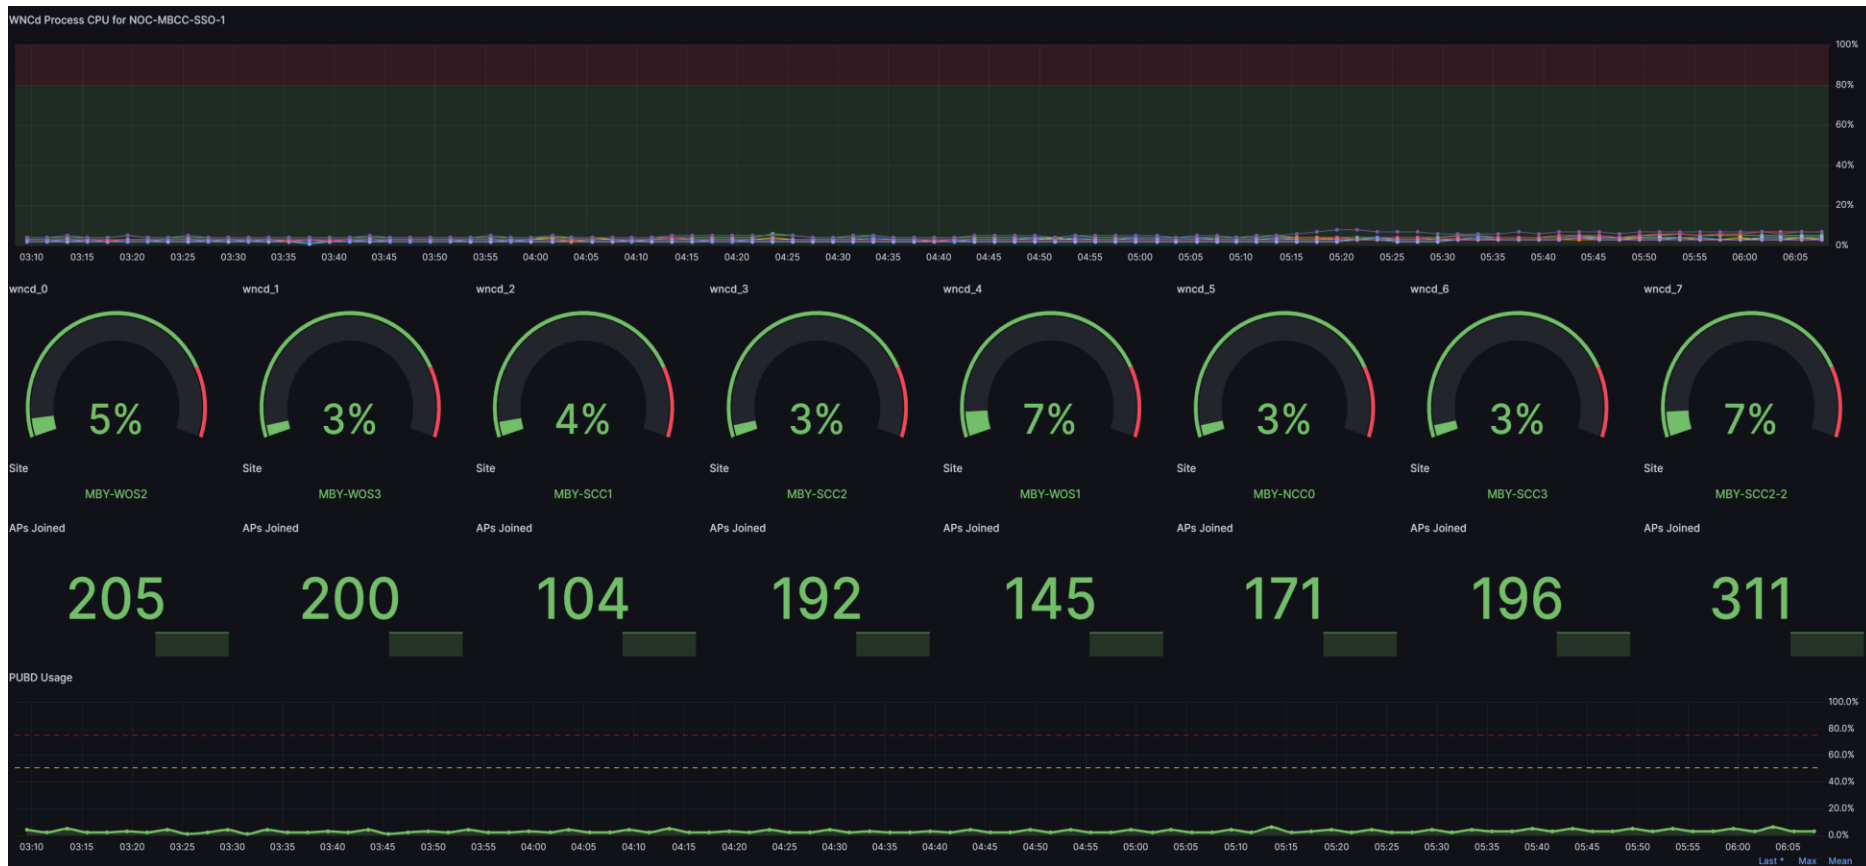 WNCd Process CPU for NOC-MBCC-SSO-1
100%
80%
60%
40%
20%
0%
03:10 03:15 03:20 03:25 03:30 03:35 03:40 03:45 03:50 03:55 04:00 04:05 04:10 04:15 04:20 04:25 04:30 04:35 04:40 04:45 04:50 04:55 05:00 05:05 05:10 05:15 05:20 05:25 05:30 05:35 05:40 05:45 05:50 05:55 06:00 06:05
wncd_0 wncd_1 wncd_2 wncd_3 wncd_4 wncd_5 wncd_6 wncd_7
5% 3% 4% 3% 7% 3% 3% 7%
Site Site Site Site Site Site Site Site
MBY-WOS2 MBY-WOS3 MBY-SCC1 MBY-SCC2 MBY-WOS1 MBY-NCC0 MBY-SCC3 MBY-SCC2-2
APs Joined APs Joined APs Joined APs Joined APs Joined APs Joined APs Joined APs Joined
205 200 104 192 145 171 196 311
PUBD Usage
100.0%
80.0%
60.0%
40.0%
20.0%
0.0%
03:10 03:15 03:20 03:25 03:30 03:35 03:40 03:45 03:50 03:55 04:00 04:05 04:10 04:15 04:20 04:25 04:30 04:35 04:40 04:45 04:50 04:55 05:00 05:05 05:10 05:15 05:20 05:25 05:30 05:35 05:40 05:45 05:50 05:55 06:00 06:05
Last * Max Mean